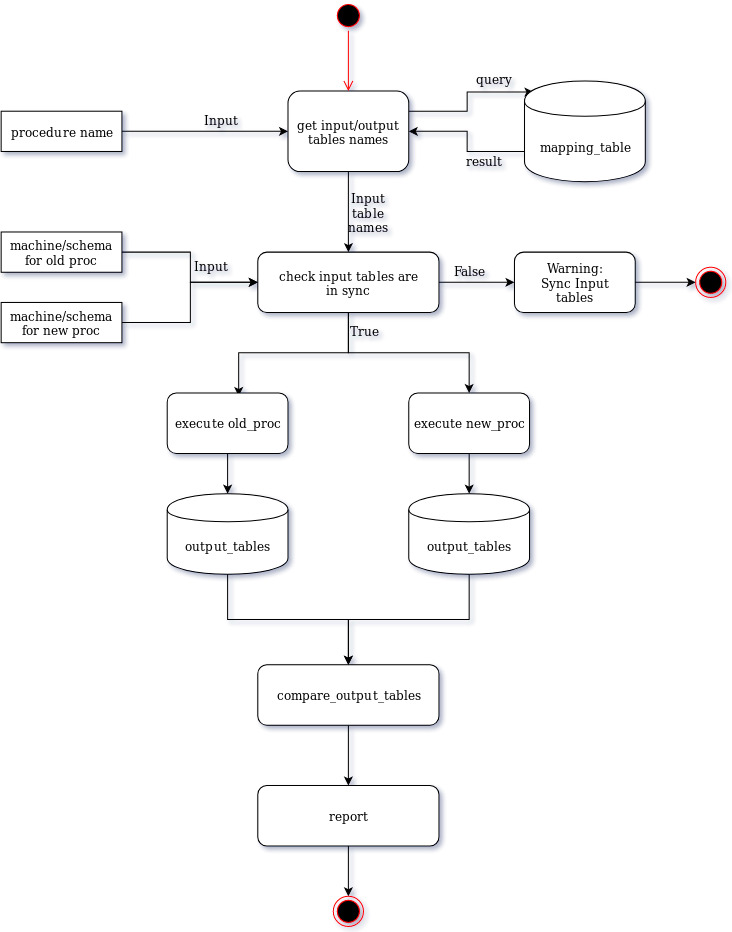 query
procedure name
Input
get input/output
tables names
mapping_table
result
Input
table
names
machine/schema
for old proc
Input
machine/schema
for new proc
check input tables are
in sync
False
Warning:
Sync Input
tables
True
execute old_proc
execute new_proc
output_tables
output_tables
compare_output_tables
report